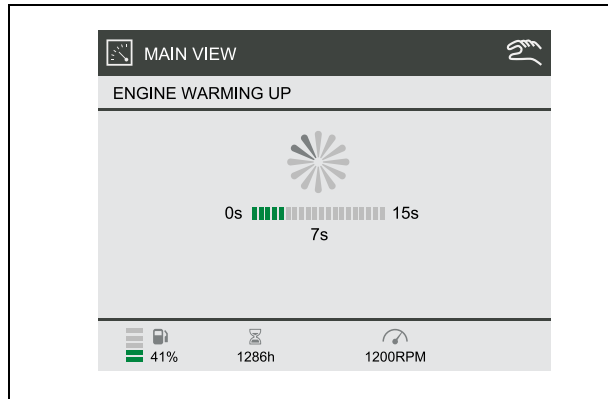 MAIN VIEW
ENGINE WARMING UP
0s 15s
7s
41% 1286h 1200RPM